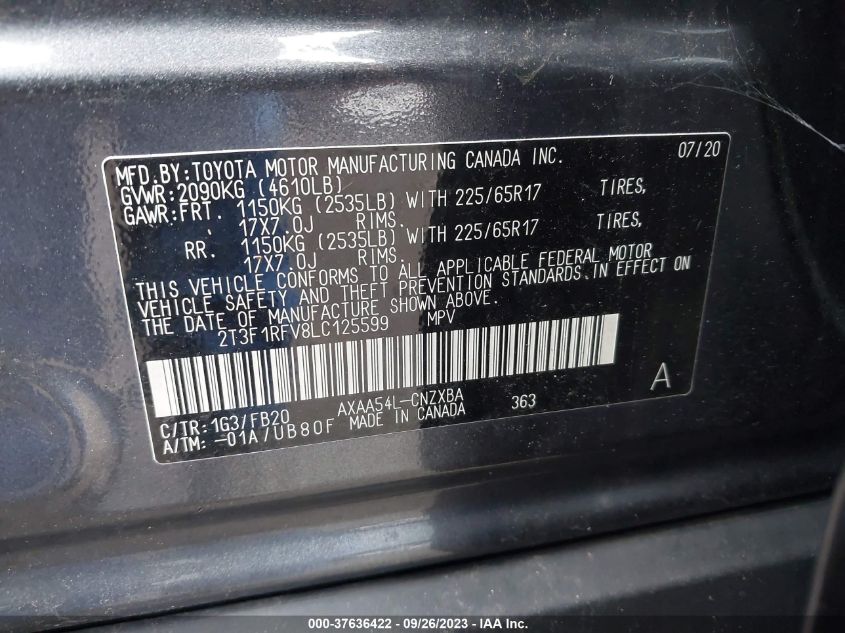 MFD.BY:TOYOTA MOTOR MANUFACTURING CANADA INC. 07/20
GVWR:2090KG (4610LB)
GAWR:FRT. 1150KG (2535LB) WITH 225/65R17 TIRES,
17X7.0J RIMS.
RR. 1150KG (2535LB) WITH 225/65R17 TIRES,
17X7.0J RIMS.
THIS VEHICLE CONFORMS TO ALL APPLICABLE FEDERAL MOTOR
VEHICLE SAFETY AND THEFT PREVENTION STANDARDS IN EFFECT ON
THE DATE OF MANUFACTURE SHOWN ABOVE.
2T3F1RFV8LC125599 MPV
A
C/TR:1G3/FB20 AXAA54L-CNZXBA 363
A/TM:-01A/UB80F MADE IN CANADA
000-37636422 - 09/26/2023 - © IAA Holdings, LLC.